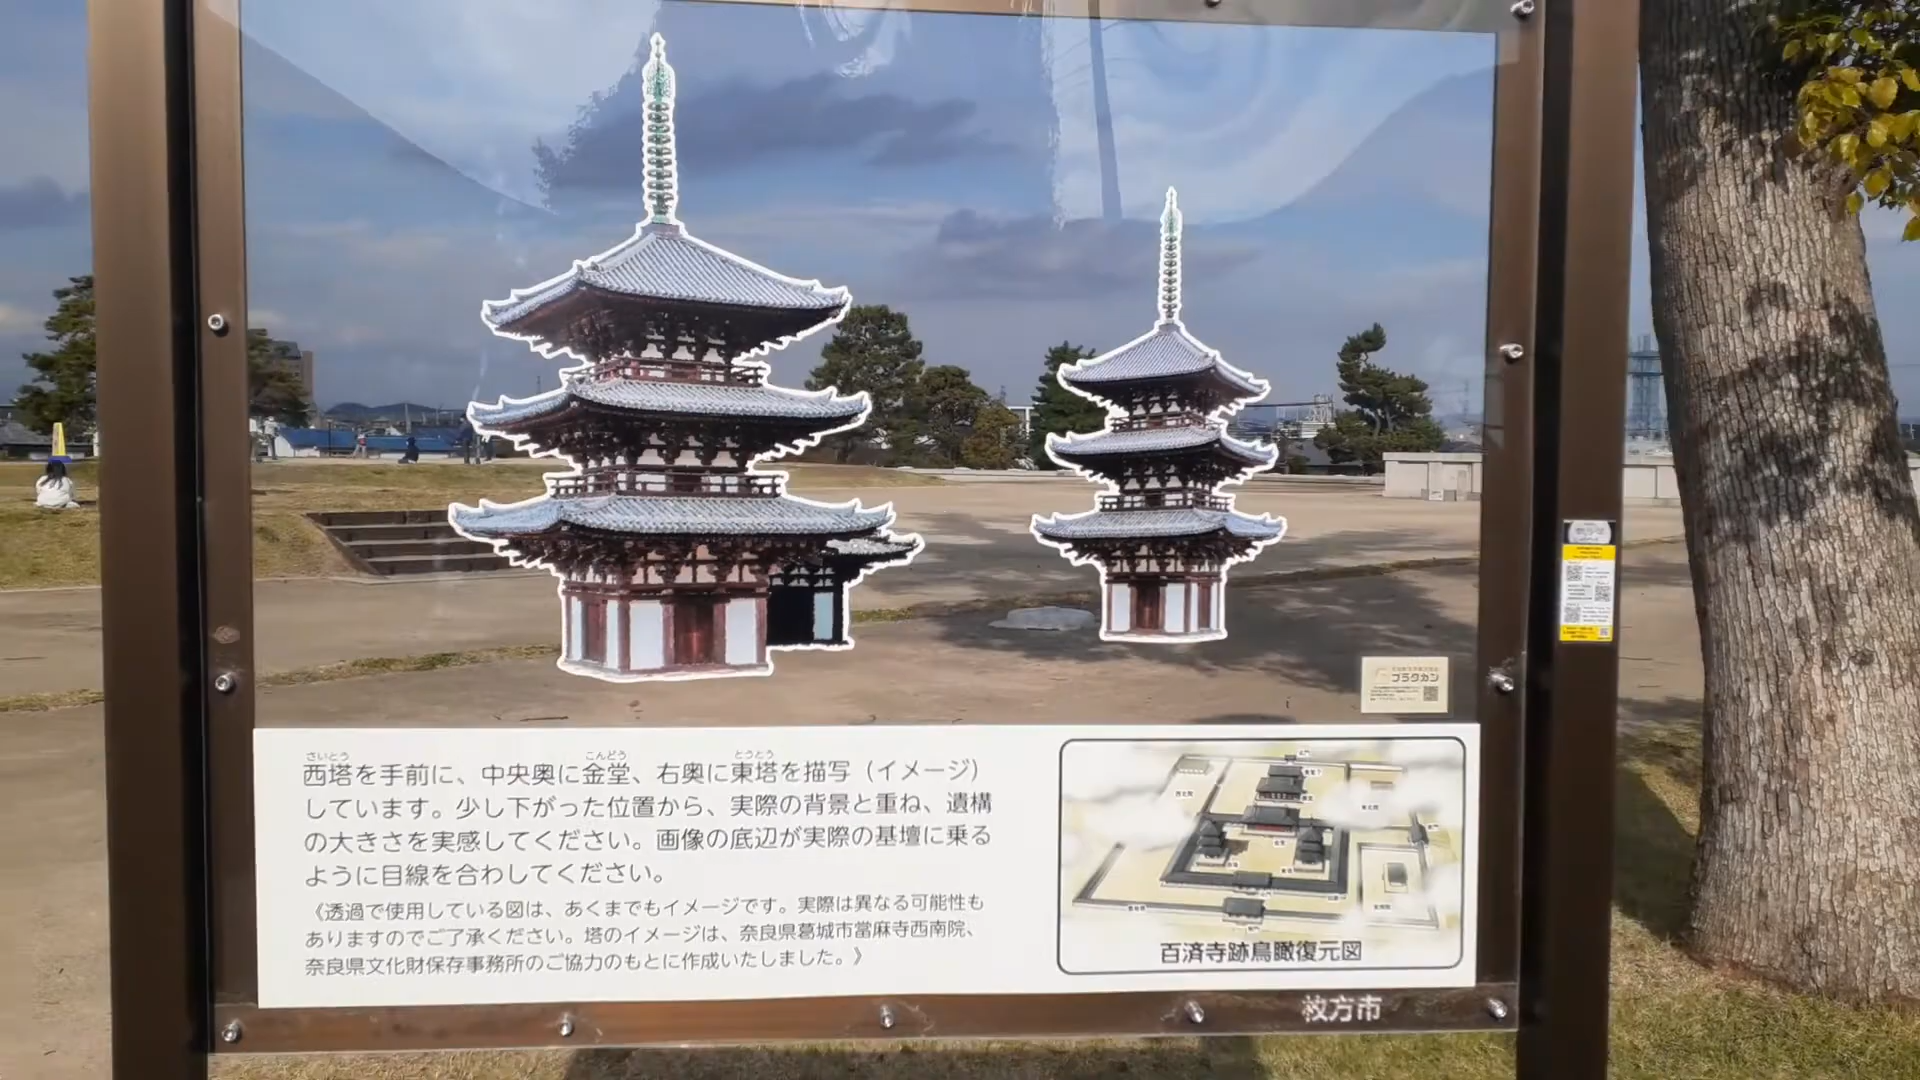 ブラタカン
さいとう こんどう とうとう
西塔を手前に、中央奥に金堂、右奥に東塔を描写（イメージ）
しています。少し下がった位置から、実際の背景と重ね、遺構
の大きさを実感してください。画像の底辺が実際の基壇に乗る
ように目線を合わしてください。
《透過で使用している図は、あくまでもイメージです。実際は異なる可能性も
ありますのでご了承ください。塔のイメージは、奈良県葛城市當麻寺西南院、
奈良県文化財保存事務所のご協力のもとに作成いたしました。》
百済寺跡鳥瞰復元図
枚方市